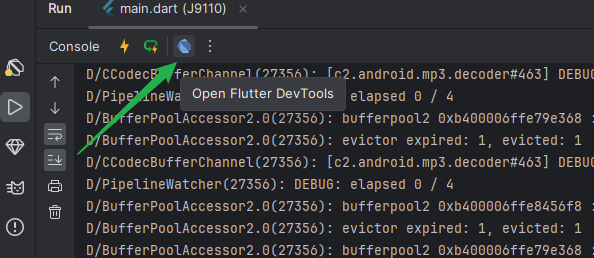 Run
main.dart (J9110)
Console
Open Flutter DevTools
D/CCodecBufferChannel(27356): [c2.android.mp3.decoder#463] DEBUG
D/PipelineWatc elapsed 0 / 4
D/BufferPoolAccessor2.0(27356): bufferpool2 0xb400006ffe79e368 :
D/BufferPoolAccessor2.0(27356): evictor expired: 1, evicted: 1
D/CCodecBufferChannel(27356): [c2.android.mp3.decoder#463] DEBUG
D/PipelineWatcher(27356): DEBUG: elapsed 0 / 4
D/BufferPoolAccessor2.0(27356): bufferpool2 0xb400006ffe8456f8 :
D/BufferPoolAccessor2.0(27356): evictor expired: 1, evicted: 1
D/BufferPoolAccessor2.0(27356): bufferpool2 0xb400006ffe79e368 :